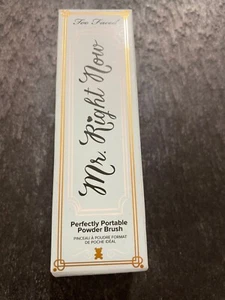 Too Faced
Mr. Right Now
Perfectly Portable
Powder Brush
PINCEAU À POUDRE FORMAT
DE POCHE IDÉAL